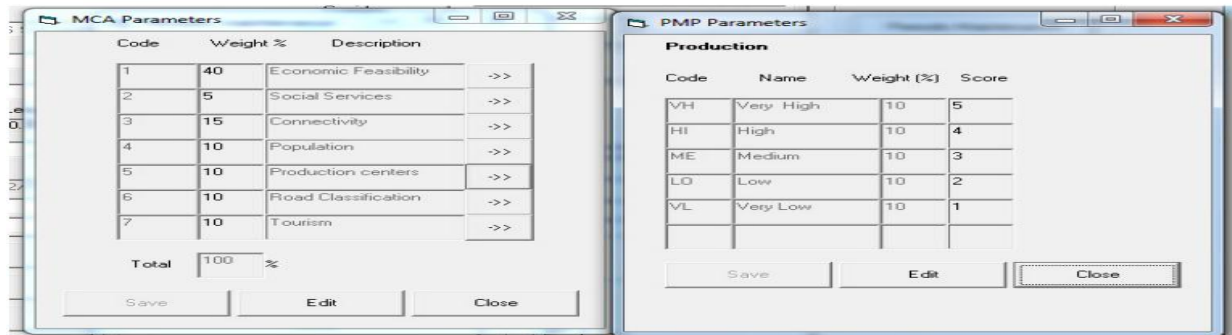 MCA Parameters
Code Weight % Description
1 40 Economic Feasibility ->>
2 5 Social Services ->>
3 15 Connectivity ->>
4 10 Population ->>
5 10 Production centers ->>
6 10 Road Classification ->>
7 10 Tourism ->>
Total 100 %
Save Edit Close
PMP Parameters
Production
Code Name Weight (%) Score
VH Very High 10 5
HI High 10 4
ME Medium 10 3
LO Low 10 2
VL Very Low 10 1
Save Edit Close